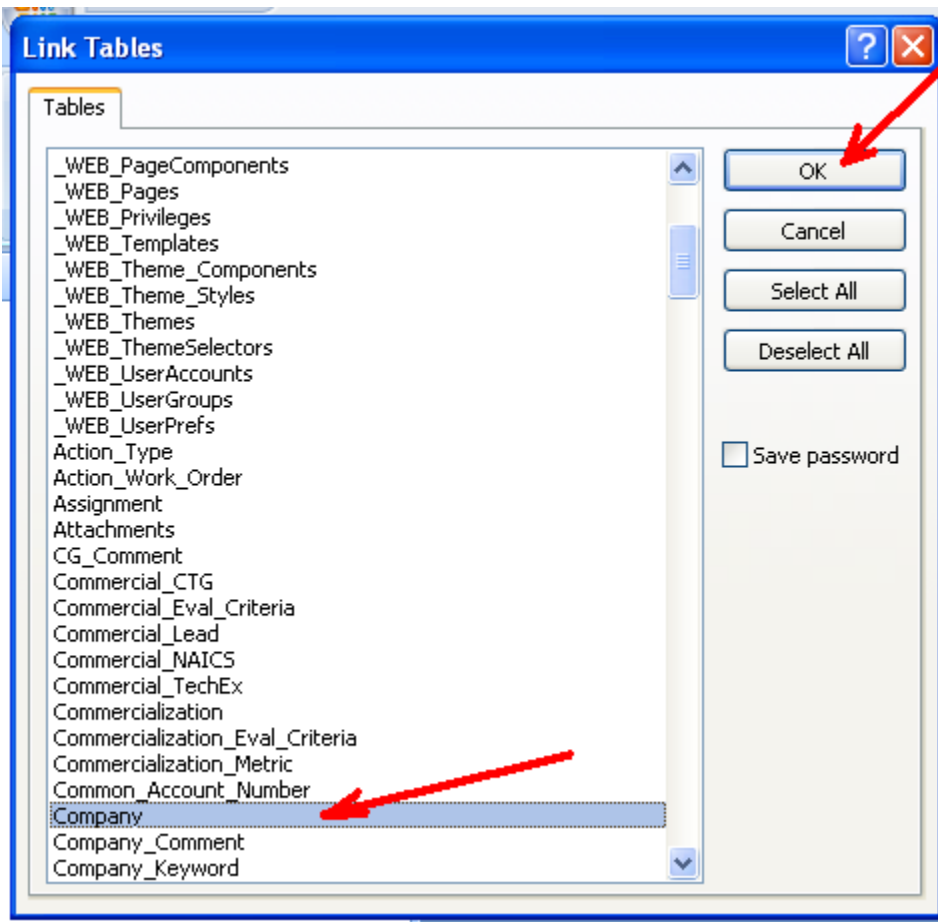 Link Tables
Tables
_WEB_PageComponents
_WEB_Pages
_WEB_Privileges
_WEB_Templates
_WEB_Theme_Components
_WEB_Theme_Styles
_WEB_Themes
_WEB_ThemeSelectors
_WEB_UserAccounts
_WEB_UserGroups
_WEB_UserPrefs
Action_Type
Action_Work_Order
Assignment
Attachments
CG_Comment
Commercial_CTG
Commercial_Eval_Criteria
Commercial_Lead
Commercial_NAICS
Commercial_TechEx
Commercialization
Commercialization_Eval_Criteria
Commercialization_Metric
Common_Account_Number
Company
Company_Comment
Company_Keyword
OK
Cancel
Select All
Deselect All
Save password